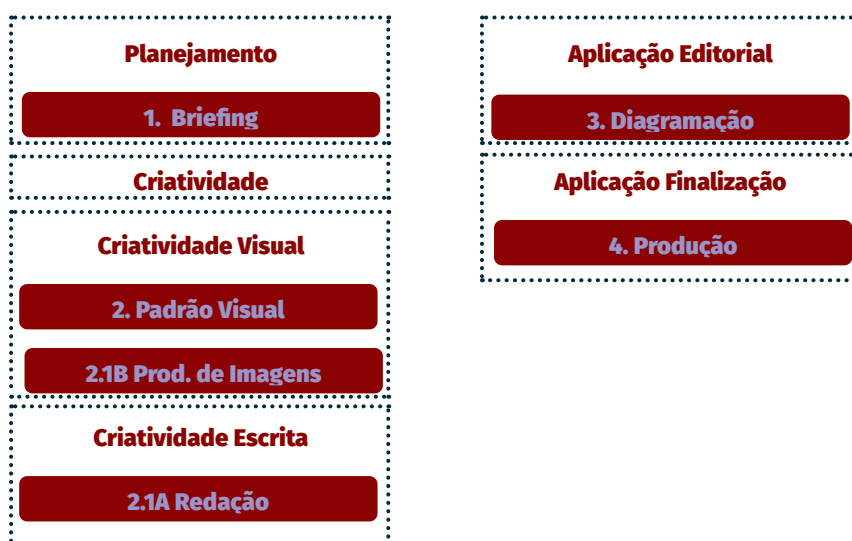 Planejamento
1. Briefing
Criatividade
Criatividade Visual
2. Padrão Visual
2.1B Prod. de Imagens
Criatividade Escrita
2.1A Redação
Aplicação Editorial
3. Diagramação
Aplicação Finalização
4. Produção